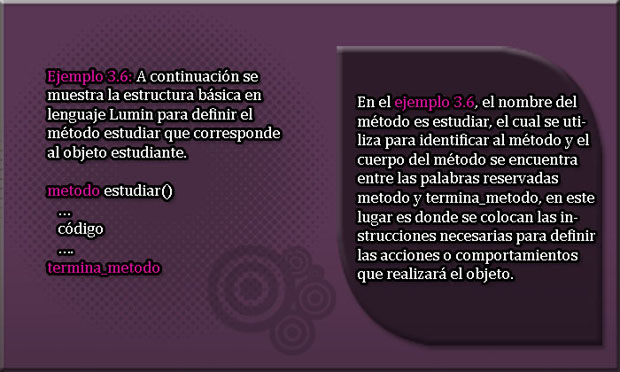 Ejemplo 3.6: A continuación se
muestra la estructura básica en
lenguaje Lumin para definir el
método estudiar que corresponde
al objeto estudiante.
metodo estudiar()
...
código
....
termina_metodo
En el ejemplo 3.6, el nombre del
método es estudiar, el cual se uti-
liza para identificar al método y el
cuerpo del método se encuentra
entre las palabras reservadas
metodo y termina_metodo, en este
lugar es donde se colocan las in-
strucciones necesarias para definir
las acciones o comportamientos
que realizará el objeto.